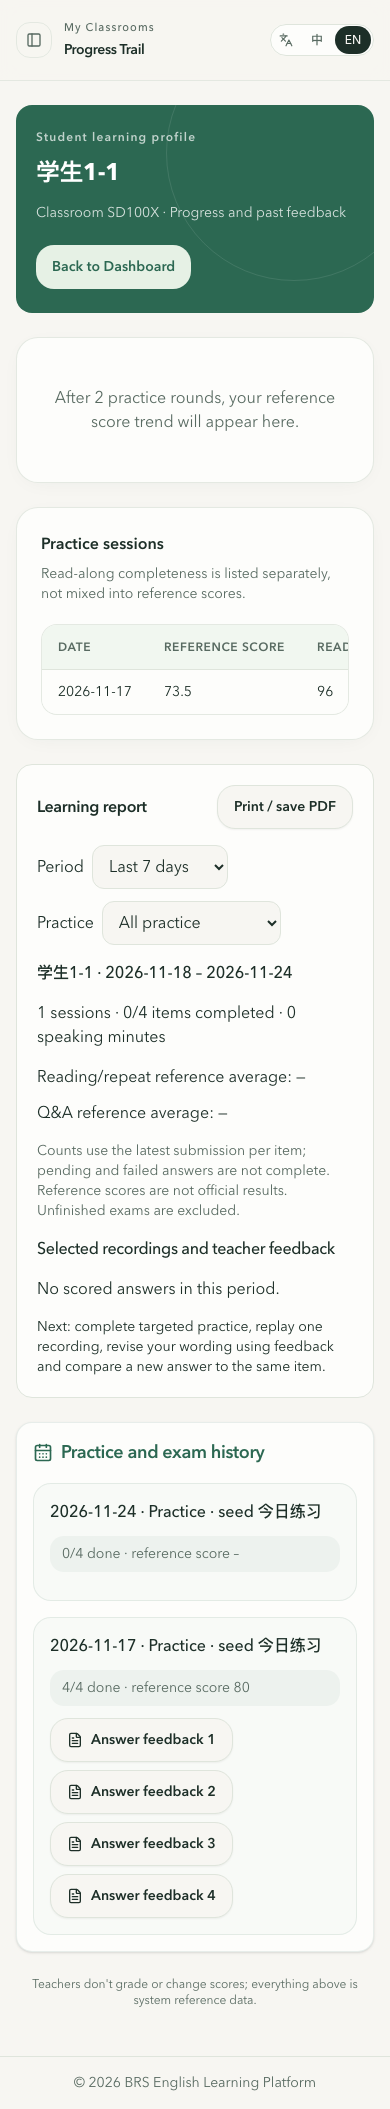 My Classrooms
Progress Trail
中
EN
Student learning profile
学生1-1
Classroom SD100X · Progress and past feedback
Back to Dashboard
After 2 practice rounds, your reference
score trend will appear here.
Practice sessions
Read-along completeness is listed separately,
not mixed into reference scores.
DATE REFERENCE SCORE READ
2026-11-17 73.5 96
Learning report
Print / save PDF
Period Last 7 days
Practice All practice
学生1-1 · 2026-11-18 – 2026-11-24
1 sessions · 0/4 items completed · 0
speaking minutes
Reading/repeat reference average: —
Q&A reference average: —
Counts use the latest submission per item;
pending and failed answers are not complete.
Reference scores are not official results.
Unfinished exams are excluded.
Selected recordings and teacher feedback
No scored answers in this period.
Next: complete targeted practice, replay one
recording, revise your wording using feedback
and compare a new answer to the same item.
Practice and exam history
2026-11-24 · Practice · seed 今日练习
0/4 done · reference score –
2026-11-17 · Practice · seed 今日练习
4/4 done · reference score 80
Answer feedback 1
Answer feedback 2
Answer feedback 3
Answer feedback 4
Teachers don't grade or change scores; everything above is
system reference data.
© 2026 BRS English Learning Platform